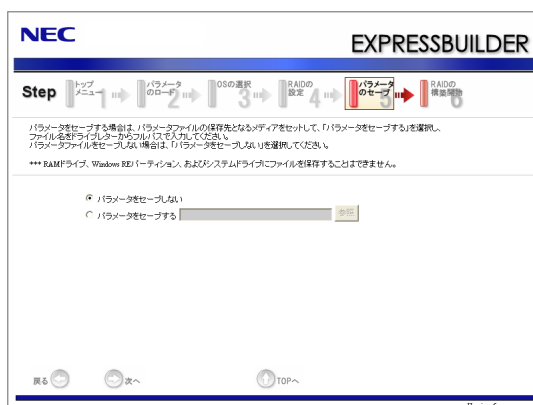 NEC
EXPRESSBUILDER
Step
トップメニュー 1
パラメータのロード 2
OSの選択 3
RAIDの設定 4
パラメータのセーブ 5
RAIDの構築開始 6
パラメータをセーブする場合は、パラメータファイルの保存先となるメディアをセットして、「パラメータをセーブする」を選択し、
ファイル名をドライブレターからフルパスで入力してください。
パラメータファイルをセーブしない場合は、「パラメータをセーブしない」を選択してください。
*** RAMドライブ、Windows REパーティション、およびシステムドライブにファイルを保存することはできません。
パラメータをセーブしない
パラメータをセーブする
参照
戻る
次へ
TOPへ